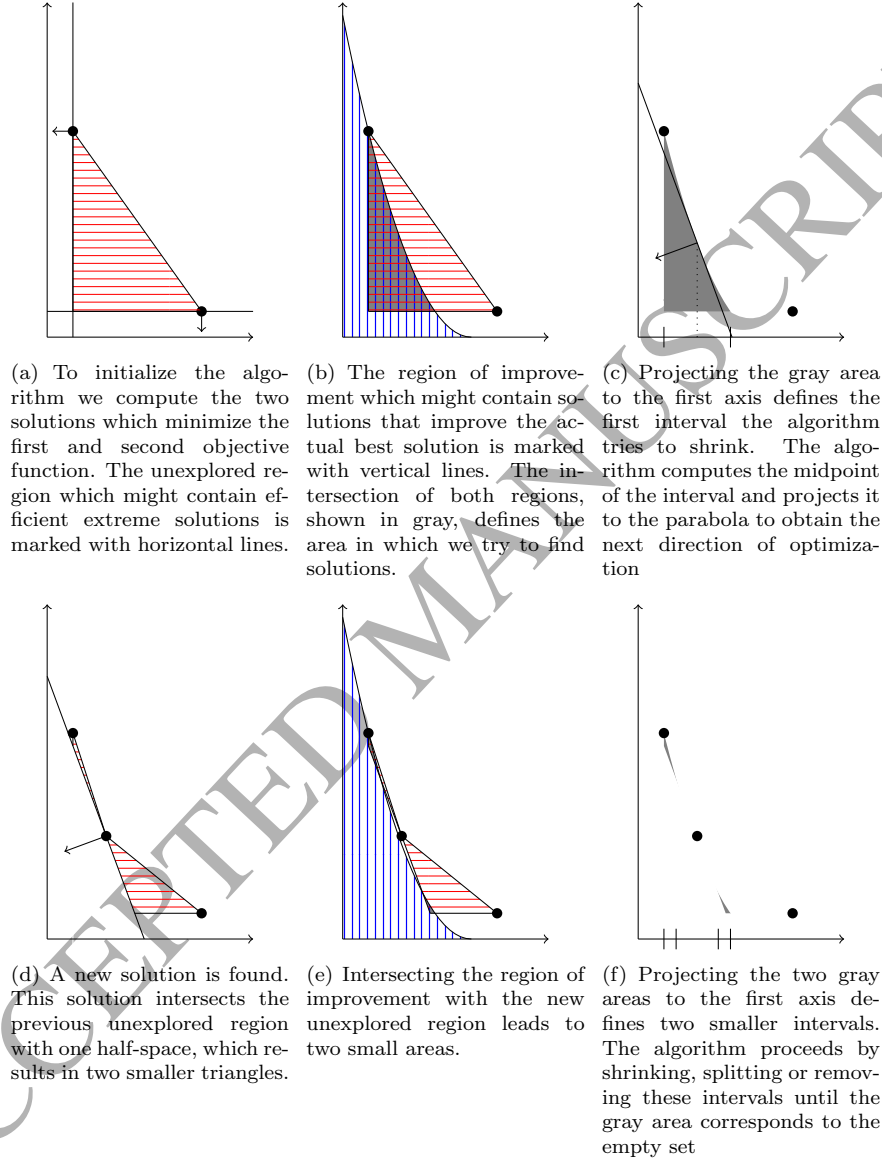 (a) To initialize the algo-
rithm we compute the two
solutions which minimize the
first and second objective
function. The unexplored re-
gion which might contain ef-
ficient extreme solutions is
marked with horizontal lines.
(b) The region of improve-
ment which might contain so-
lutions that improve the ac-
tual best solution is marked
with vertical lines. The in-
tersection of both regions,
shown in gray, defines the
area in which we try to find
solutions.
(c) Projecting the gray area
to the first axis defines the
first interval the algorithm
tries to shrink. The algo-
rithm computes the midpoint
of the interval and projects it
to the parabola to obtain the
next direction of optimiza-
tion
(d) A new solution is found.
This solution intersects the
previous unexplored region
with one half-space, which re-
sults in two smaller triangles.
(e) Intersecting the region of
improvement with the new
unexplored region leads to
two small areas.
(f) Projecting the two gray
areas to the first axis de-
fines two smaller intervals.
The algorithm proceeds by
shrinking, splitting or remov-
ing these intervals until the
gray area corresponds to the
empty set
CCEPTED MANUSCRIP